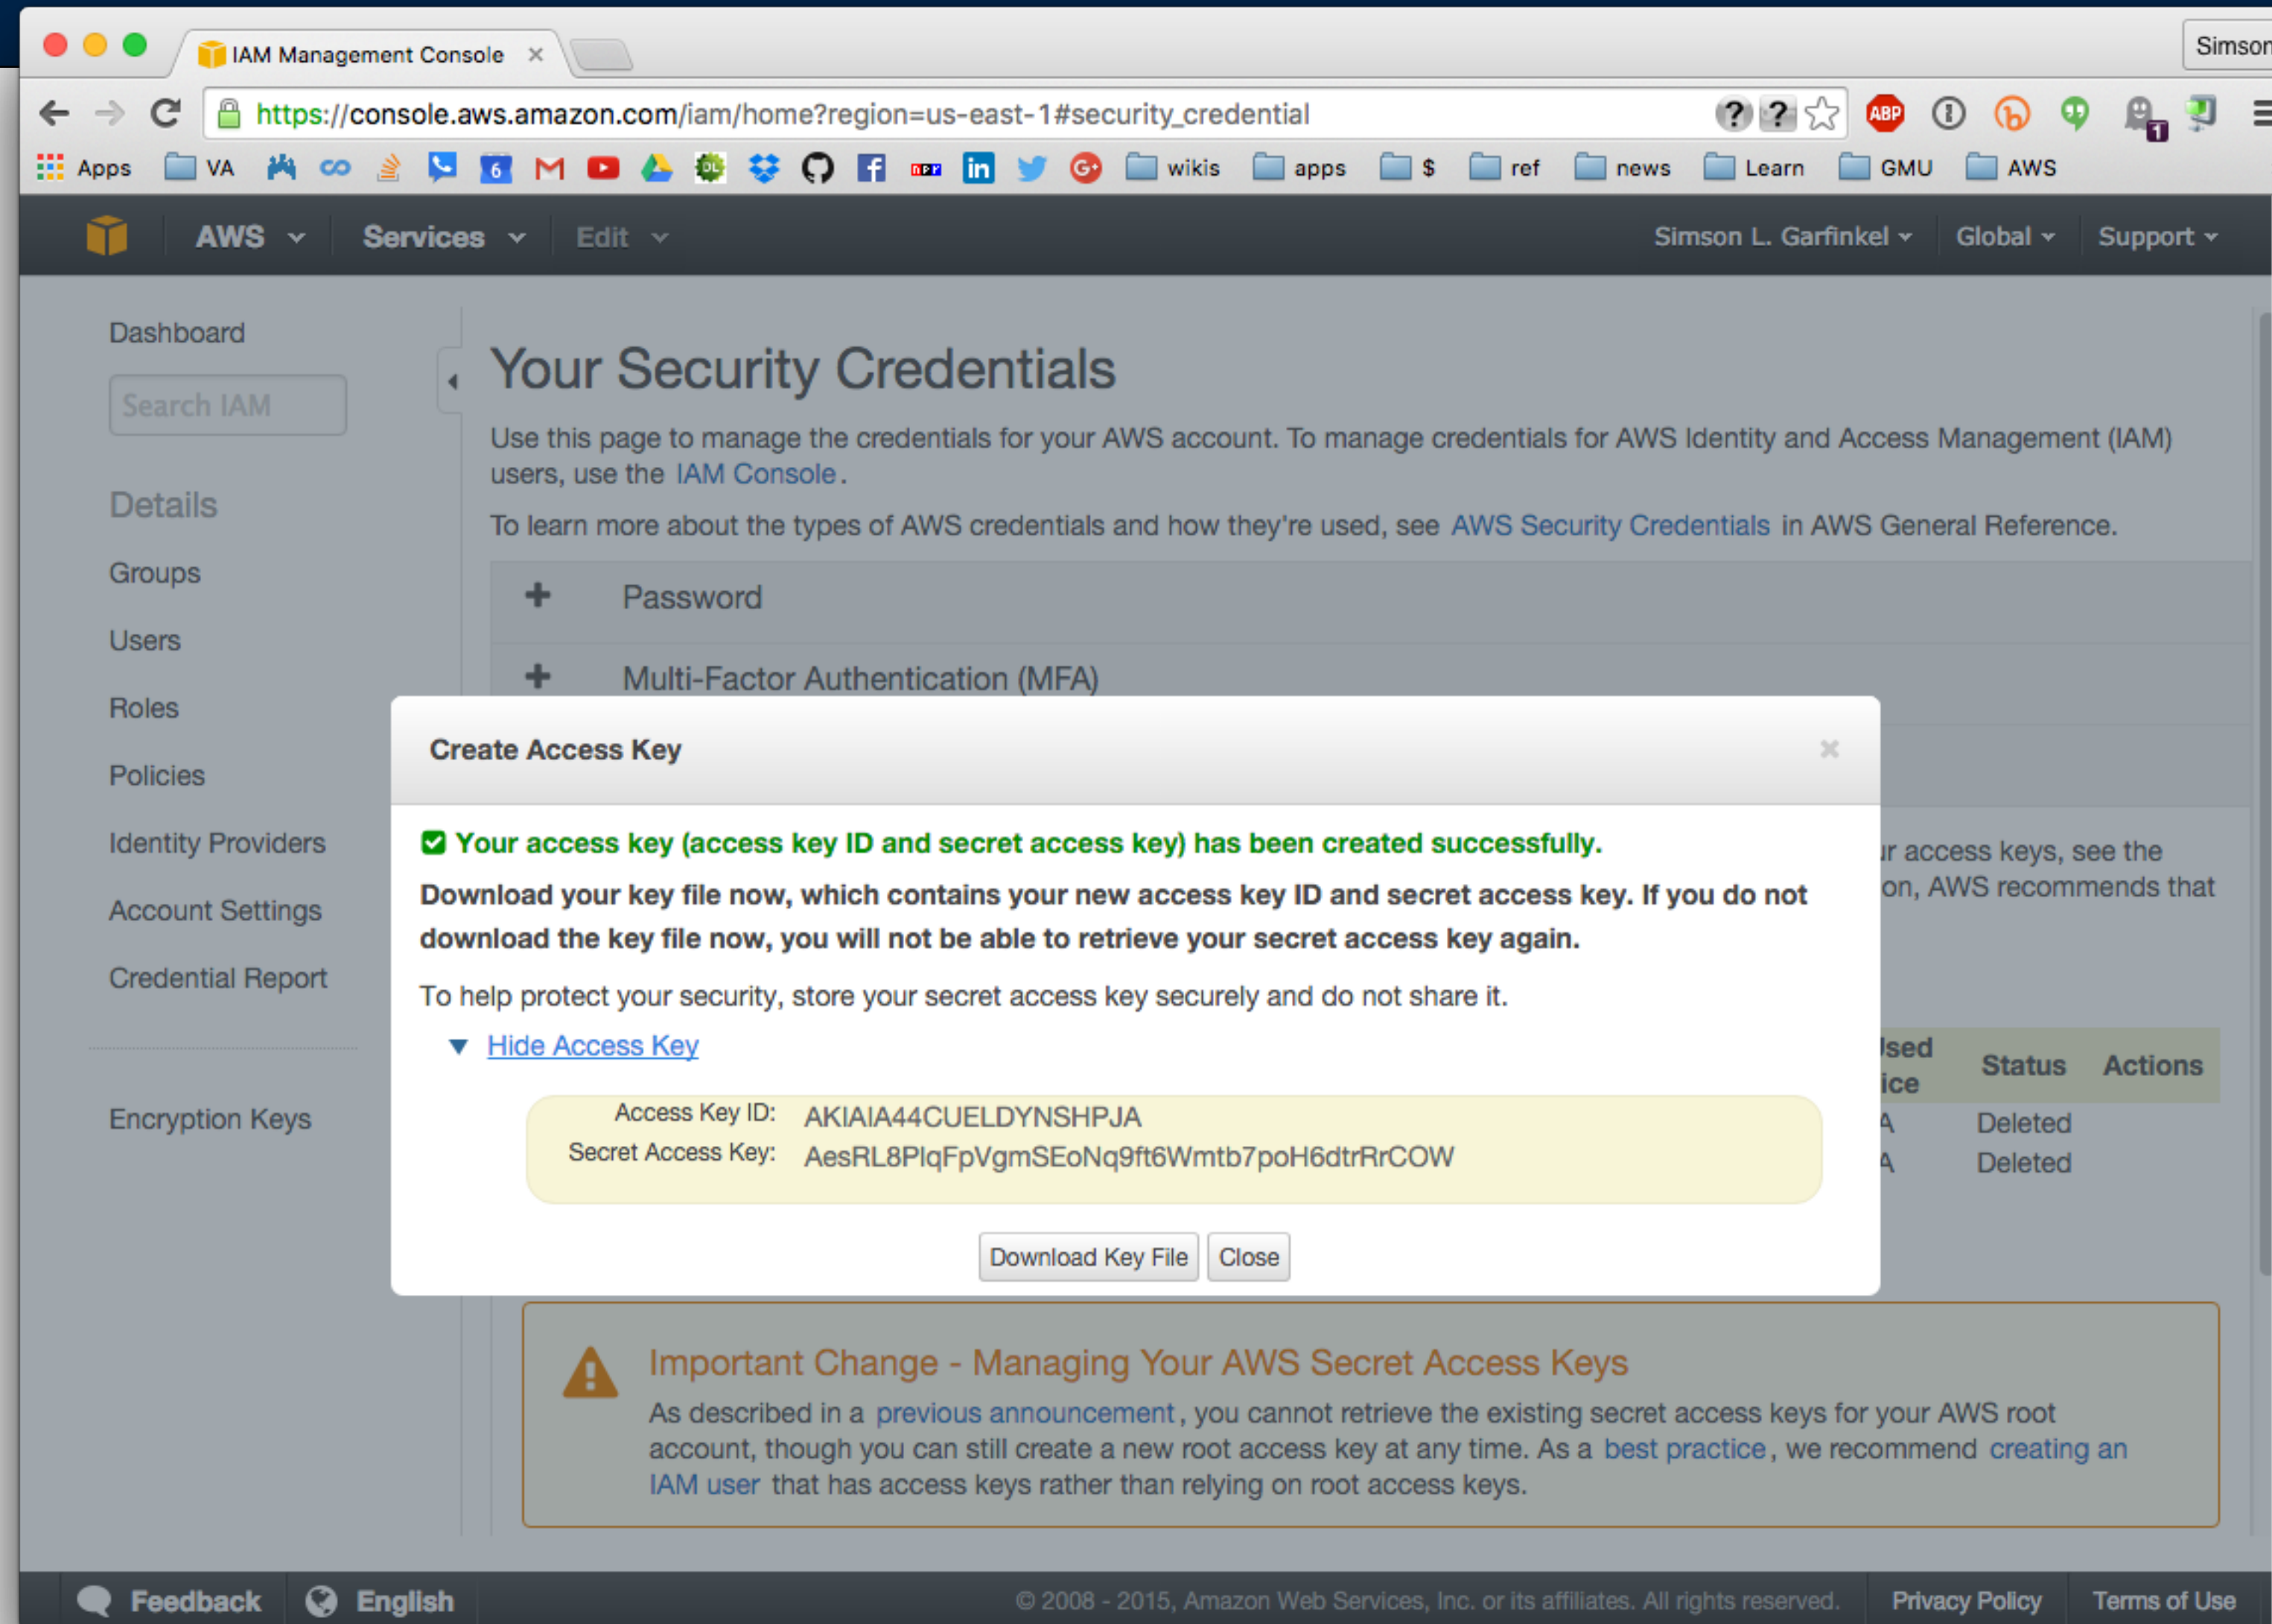 IAM Management Console
Simson
https://console.aws.amazon.com/iam/home?region=us-east-1#security_credential
Apps VA wikis apps $ ref news Learn GMU AWS
AWS Services Edit Simson L. Garfinkel Global Support
Dashboard
Search IAM
Details
Groups
Users
Roles
Policies
Identity Providers
Account Settings
Credential Report
Encryption Keys
Your Security Credentials
Use this page to manage the credentials for your AWS account. To manage credentials for AWS Identity and Access Management (IAM)
users, use the IAM Console.
To learn more about the types of AWS credentials and how they're used, see AWS Security Credentials in AWS General Reference.
Password
Multi-Factor Authentication (MFA)
Create Access Key
Your access key (access key ID and secret access key) has been created successfully.
Download your key file now, which contains your new access key ID and secret access key. If you do not
download the key file now, you will not be able to retrieve your secret access key again.
To help protect your security, store your secret access key securely and do not share it.
Hide Access Key
Access Key ID: AKIAIA44CUELDYNSHPJA
Secret Access Key: AesRL8PlqFpVgmSEoNq9ft6Wmtb7poH6dtrRrCOW
Download Key File Close
access keys, see the
on, AWS recommends that
Status Actions
Deleted
Deleted
Important Change - Managing Your AWS Secret Access Keys
As described in a previous announcement, you cannot retrieve the existing secret access keys for your AWS root
account, though you can still create a new root access key at any time. As a best practice, we recommend creating an
IAM user that has access keys rather than relying on root access keys.
Feedback English © 2008 - 2015, Amazon Web Services, Inc. or its affiliates. All rights reserved. Privacy Policy Terms of Use